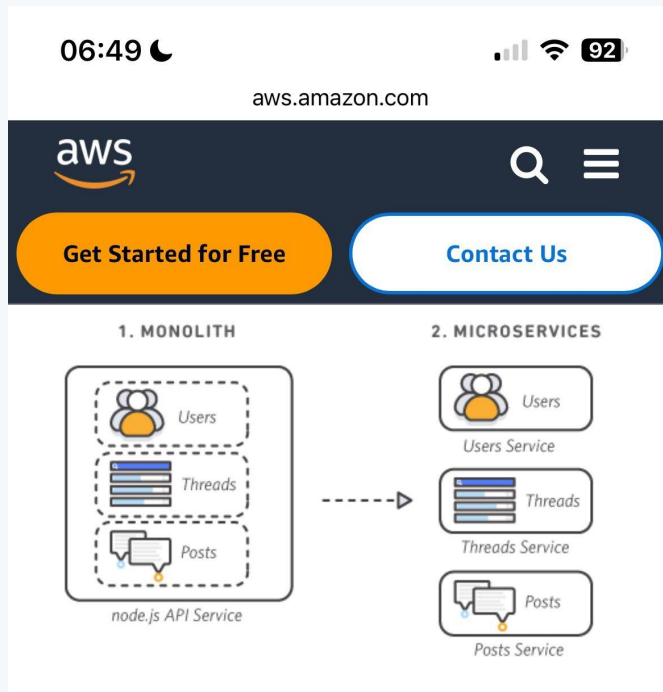 06:49
92
aws.amazon.com
aws
Get Started for Free
Contact Us
1. MONOLITH
Users
Threads
Posts
node.js API Service
2. MICROSERVICES
Users
Users Service
Threads
Threads Service
Posts
Posts Service